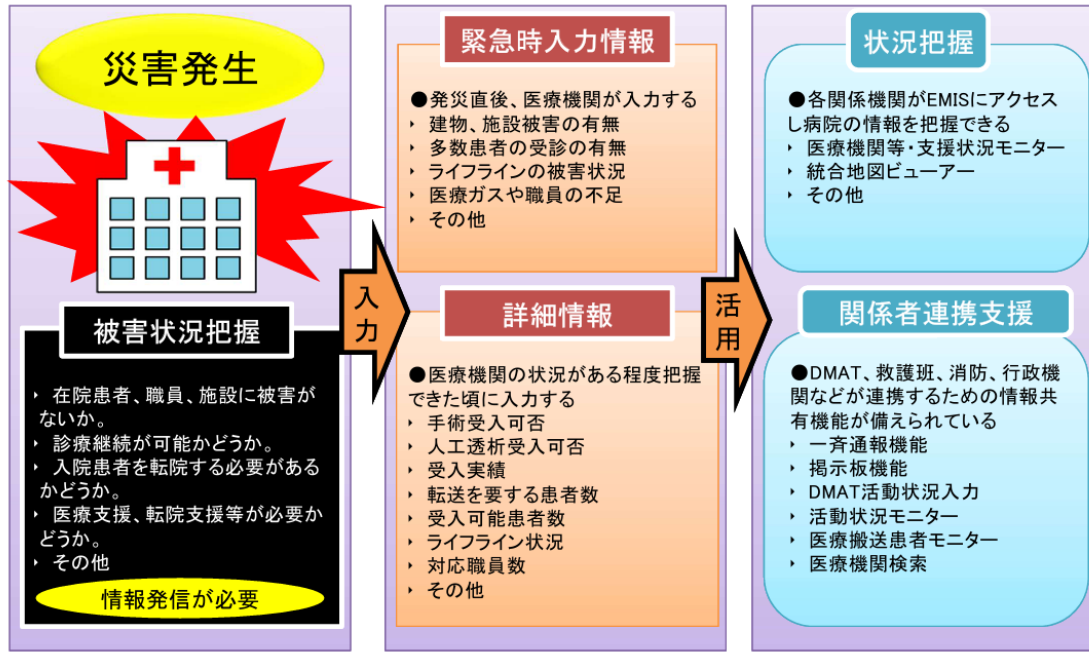 災害発生
被害状況把握
‣ 在院患者、職員、施設に被害が
ないか。
‣ 診療継続が可能かどうか。
‣ 入院患者を転院する必要がある
かどうか。
‣ 医療支援、転院支援等が必要か
どうか。
‣ その他
情報発信が必要
入力
緊急時入力情報
●発災直後、医療機関が入力する
‣ 建物、施設被害の有無
‣ 多数患者の受診の有無
‣ ライフラインの被害状況
‣ 医療ガスや職員の不足
‣ その他
詳細情報
●医療機関の状況がある程度把握
できた頃に入力する
‣ 手術受入可否
‣ 人工透析受入可否
‣ 受入実績
‣ 転送を要する患者数
‣ 受入可能患者数
‣ ライフライン状況
‣ 対応職員数
‣ その他
活用
状況把握
●各関係機関がEMISにアクセス
し病院の情報を把握できる
‣ 医療機関等・支援状況モニター
‣ 統合地図ビューアー
‣ その他
関係者連携支援
●DMAT、救護班、消防、行政機
関などが連携するための情報共
有機能が備えられている
‣ 一斉通報機能
‣ 掲示板機能
‣ DMAT活動状況入力
‣ 活動状況モニター
‣ 医療搬送患者モニター
‣ 医療機関検索